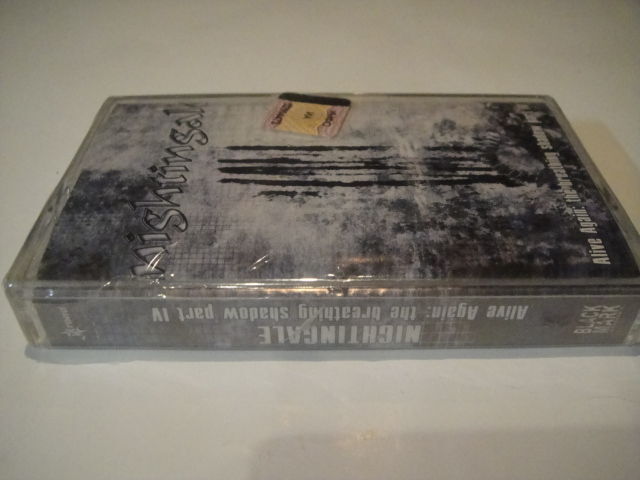 nightingale
Alive Again: the breathing shadow part IV
NIGHTINGALE
Alive Again: the breathing shadow part IV
BLACK
MARK